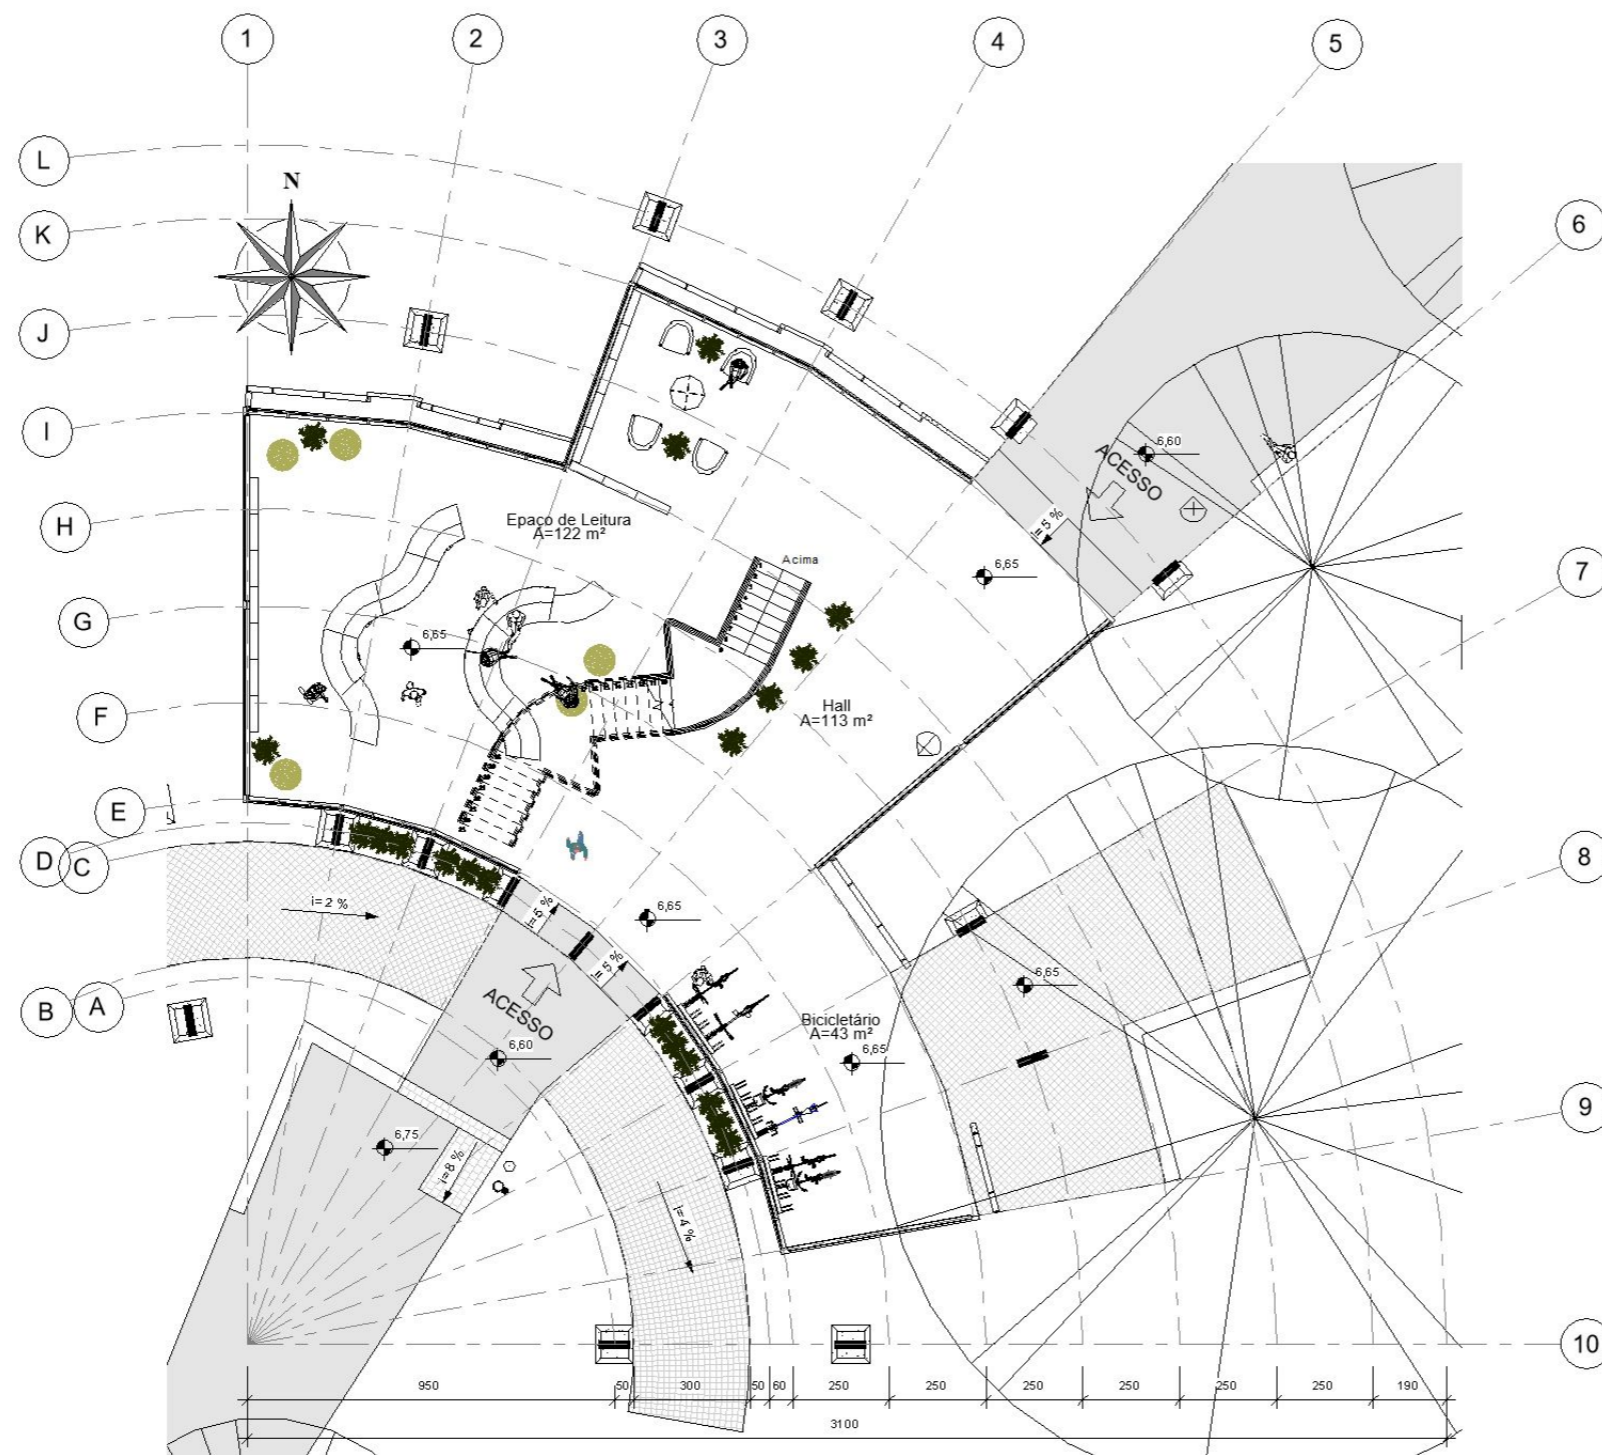 1
2
3
4
5
L
N
6
K
J
I
6,60
ACESSO
H
Epaço de Leitura
A=122 m²
i= 5 %
Acima
6,65
7
G
6,65
F
Hall
A=113 m²
E
D
C
8
i=2 %
i= 5 %
6,65
i= 5 %
6,65
B
A
ACESSO
Bicicletário
A=43 m²
6,60
6,65
9
6,75
i=8 %
i=4 %
10
950
50
300
50
60
250
250
250
250
250
250
190
3100